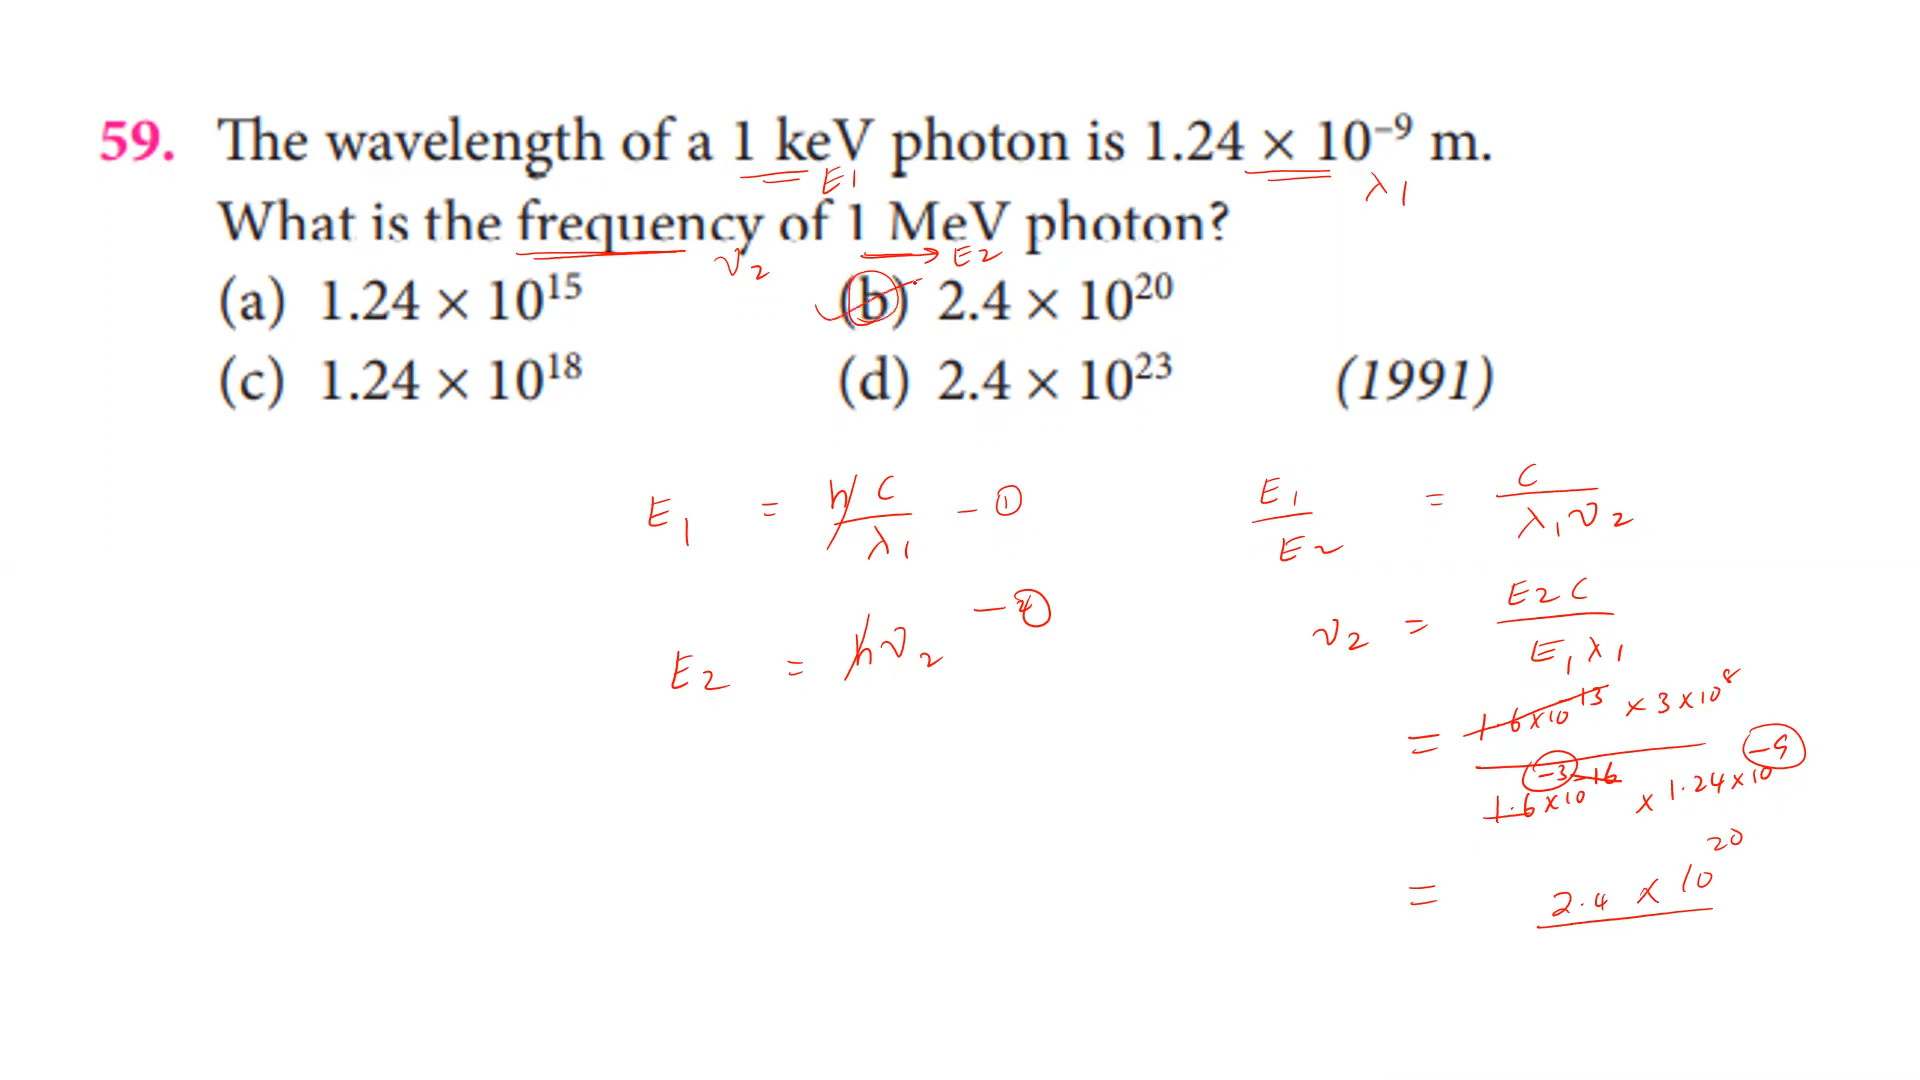 59. The wavelength of a 1 keV photon is 1.24 × 10⁻⁹ m.
E1 λ1
What is the frequency of 1 MeV photon?
ν2 E2
(a) 1.24 × 10¹⁵ (b) 2.4 × 10²⁰
(c) 1.24 × 10¹⁸ (d) 2.4 × 10²³ (1991)
E1 = hc/λ1 - ①
E2 = hν2 - ②
E1/E2 = c/λ1ν2
ν2 = E2c/E1λ1
= 1.6×10⁻¹³ × 3×10⁸
-3 -16 -9
1.6×10 × 1.24×10
= 2.4 × 10²⁰